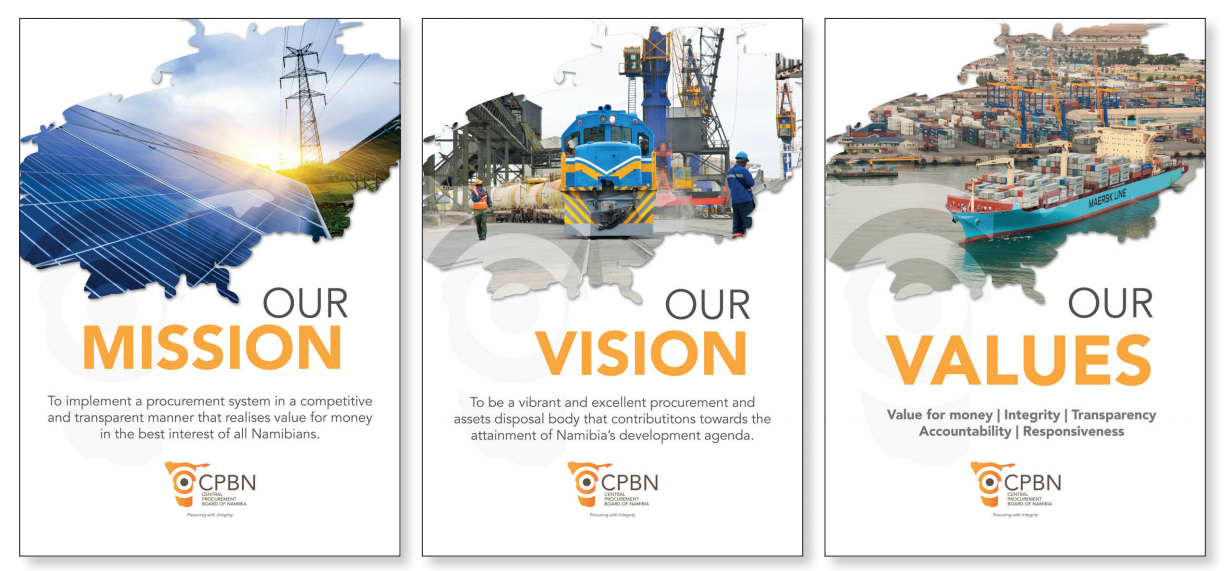 OUR
MISSION
To implement a procurement system in a competitive
and transparent manner that realises value for money
in the best interest of all Namibians.
CPBN
CENTRAL
PROCUREMENT
BOARD OF NAMIBIA
Procuring with Integrity.
OUR
VISION
To be a vibrant and excellent procurement and
assets disposal body that contributitons towards the
attainment of Namibia's development agenda.
CPBN
CENTRAL
PROCUREMENT
BOARD OF NAMIBIA
Procuring with Integrity.
MAERSK LINE
OUR
VALUES
Value for money | Integrity | Transparency
Accountability | Responsiveness
CPBN
CENTRAL
PROCUREMENT
BOARD OF NAMIBIA
Procuring with Integrity.